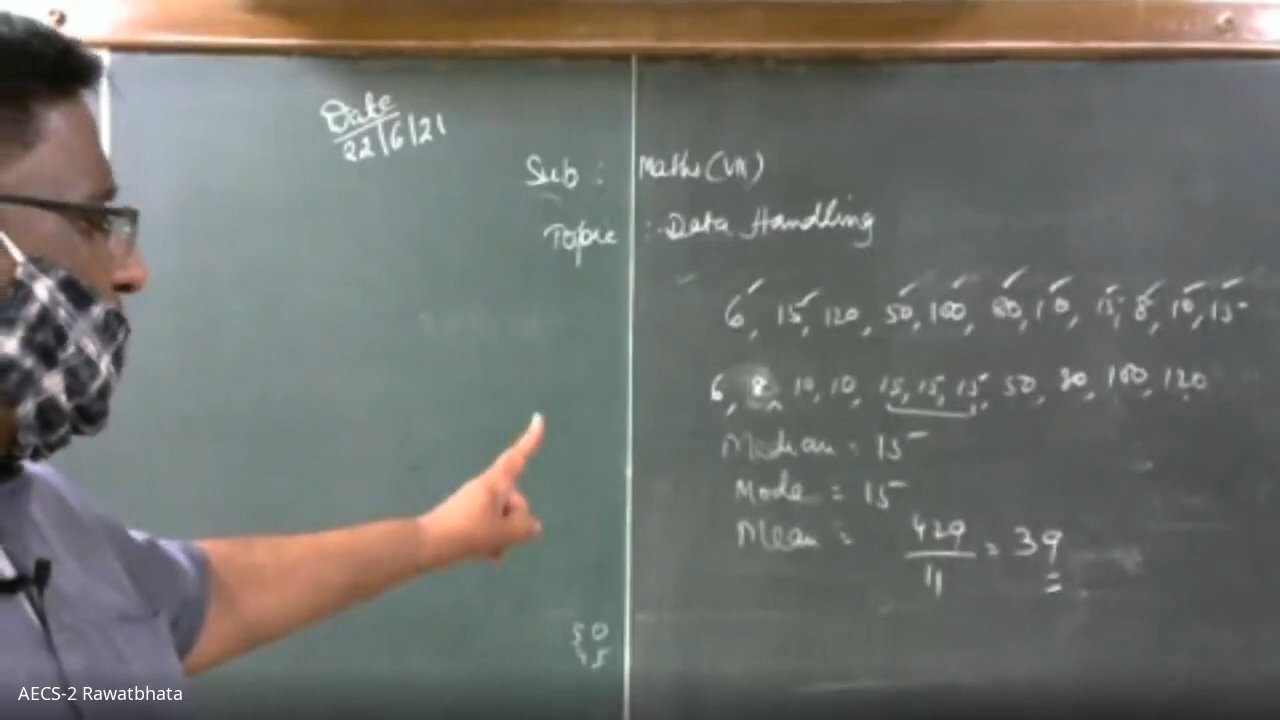 Date
22/6/21
Sub : Maths (VII)
Topic : Data Handling
6, 15, 120, 50, 100, 80, 10, 15, 8, 10, 15
6, 8, 10, 10, 15, 15, 15, 50, 80, 100, 120
Median = 15
Mode = 15
Mean = 429/11 = 39
50
15
AECS-2 Rawatbhata